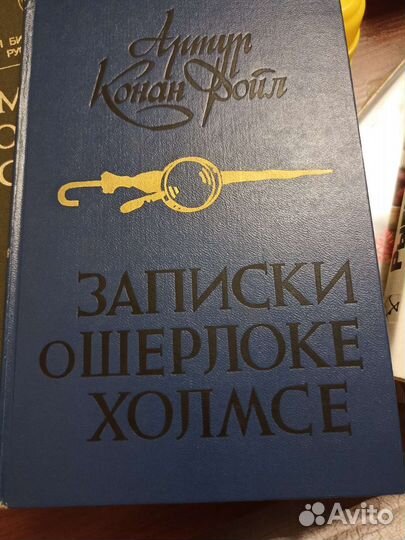 Артур
Конан Дойл
ЗАПИСКИ
О ШЕРЛОКЕ
ХОЛМСЕ
Avito